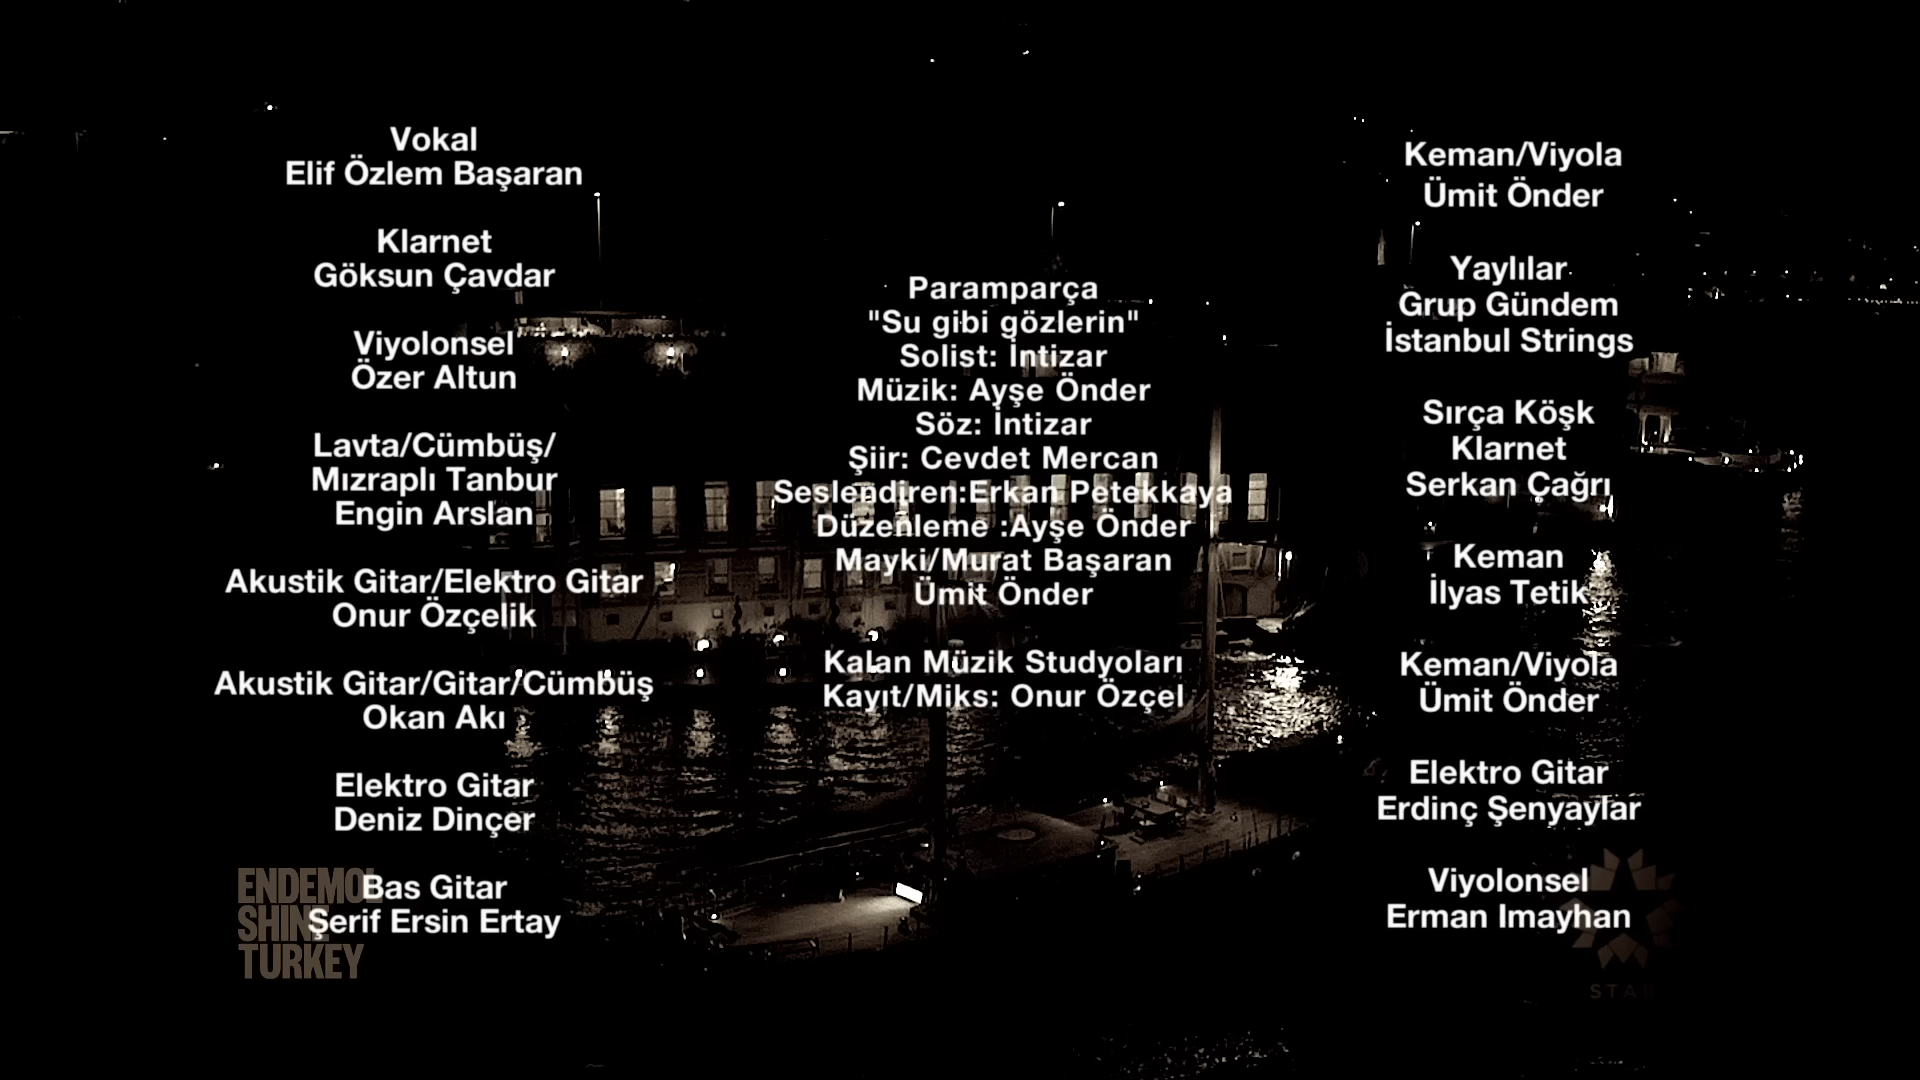 Vokal
Elif Özlem Başaran
Klarnet
Göksun Çavdar
Viyolonsel
Özer Altun
Lavta/Cümbüş/
Mızraplı Tanbur
Engin Arslan
Akustik Gitar/Elektro Gitar
Onur Özçelik
Akustik Gitar/Gitar/Cümbüş
Okan Akı
Elektro Gitar
Deniz Dinçer
Bas Gitar
Şerif Ersin Ertay
ENDEMOL
SHINE
TURKEY
Paramparça
"Su gibi gözlerin"
Solist: İntizar
Müzik: Ayşe Önder
Söz: İntizar
Şiir: Cevdet Mercan
Seslendiren:Erkan Petekkaya
Düzenleme :Ayşe Önder
Mayki/Murat Başaran
Ümit Önder
Kalan Müzik Studyoları
Kayıt/Miks: Onur Özçel
Keman/Viyola
Ümit Önder
Yaylılar
Grup Gündem
İstanbul Strings
Sırça Köşk
Klarnet
Serkan Çağrı
Keman
İlyas Tetik
Keman/Viyola
Ümit Önder
Elektro Gitar
Erdinç Şenyaylar
Viyolonsel
Erman Imayhan
STAR